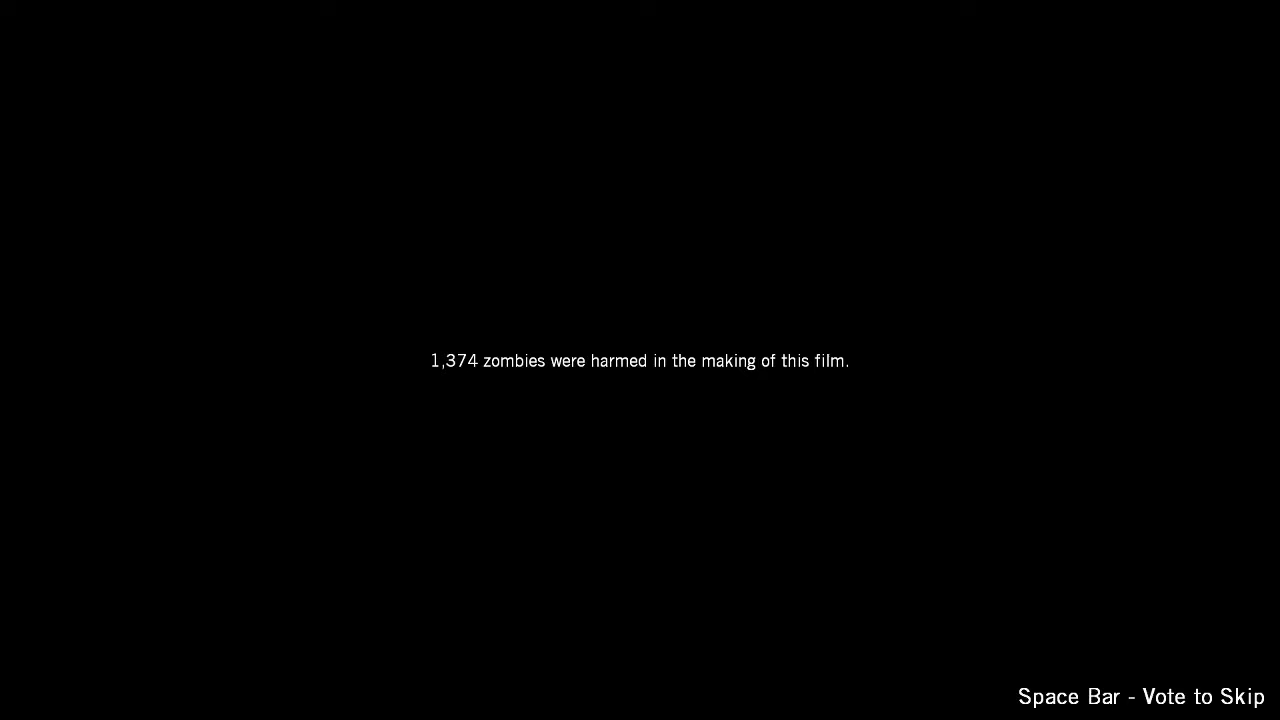 1,374 zombies were harmed in the making of this film.
Space Bar - Vote to Skip